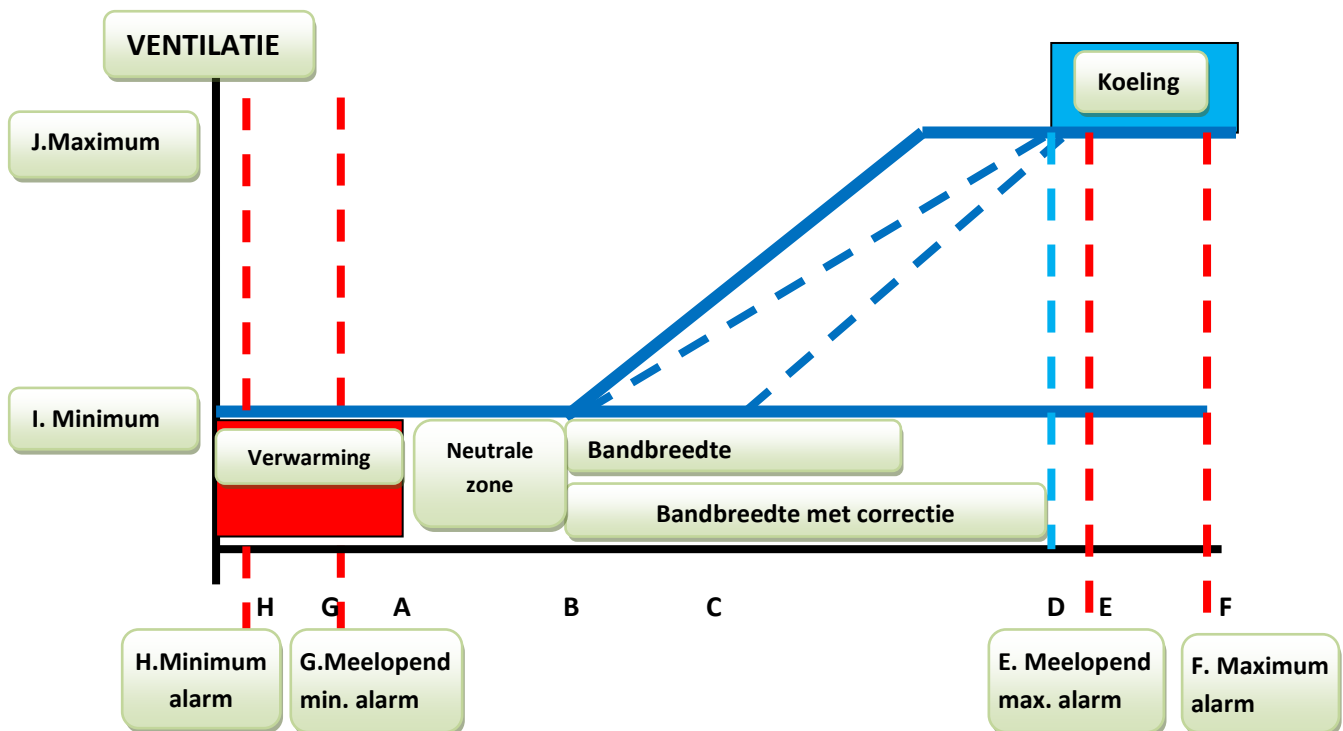 VENTILATIE
Koeling
J.Maximum
I. Minimum
Verwarming
Neutrale
zone
Bandbreedte
Bandbreedte met correctie
H G A B C D E F
H.Minimum
alarm
G.Meelopend
min. alarm
E. Meelopend
max. alarm
F. Maximum
alarm